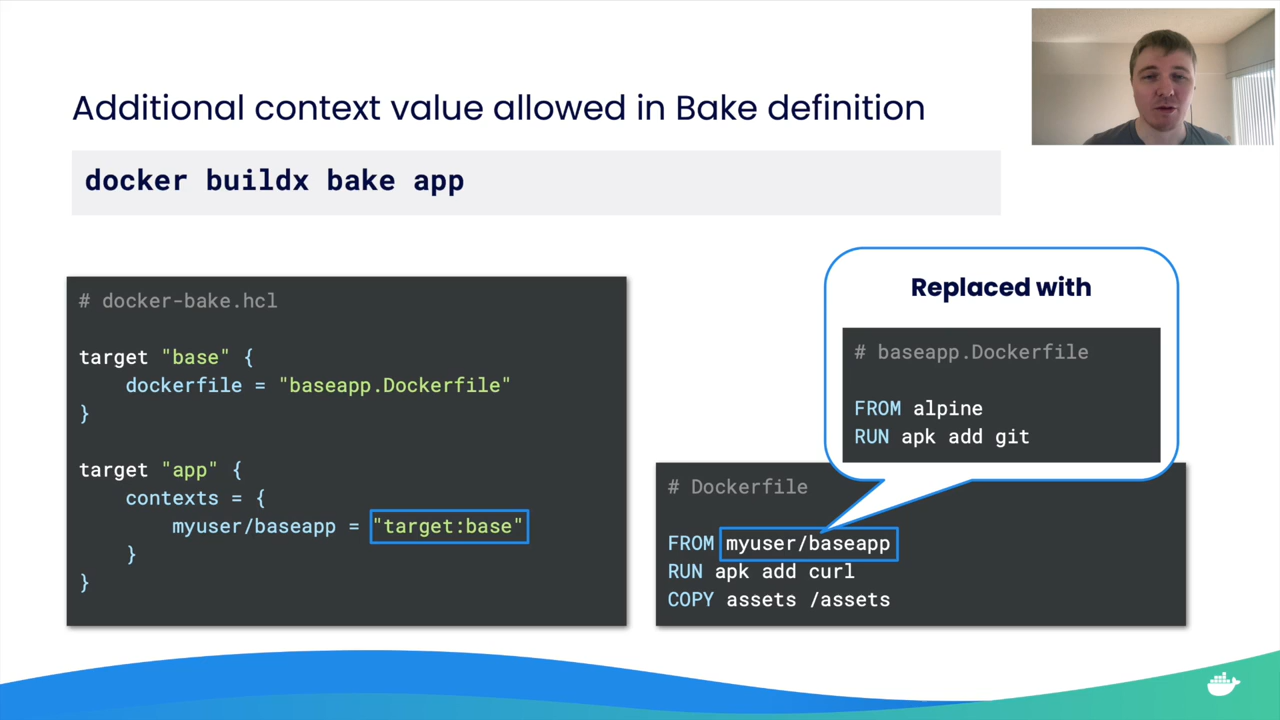 Additional context value allowed in Bake definition
docker buildx bake app
# docker-bake.hcl
target "base" {
dockerfile = "baseapp.Dockerfile"
}
target "app" {
contexts = {
myuser/baseapp = "target:base"
}
}
Replaced with
# baseapp.Dockerfile
FROM alpine
RUN apk add git
# Dockerfile
FROM myuser/baseapp
RUN apk add curl
COPY assets /assets